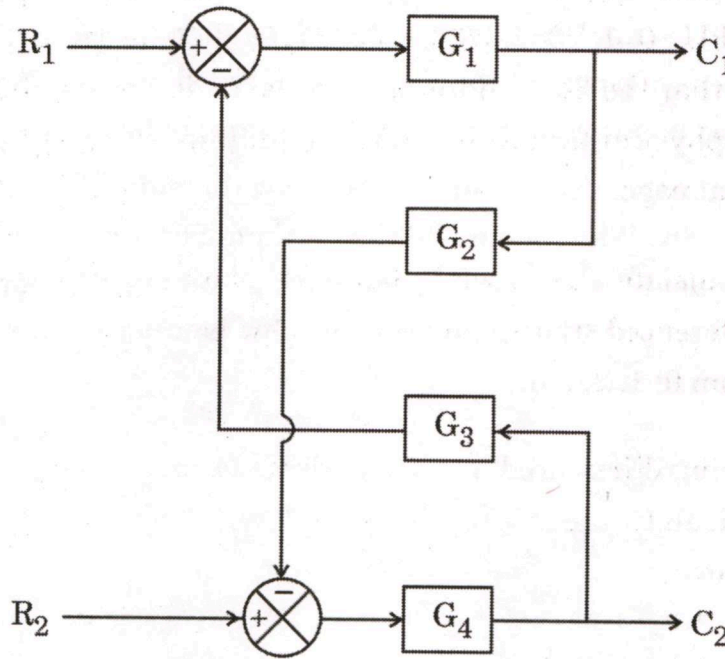 R₁
+
−
G₁
C₁
G₂
G₃
R₂
+
−
G₄
C₂